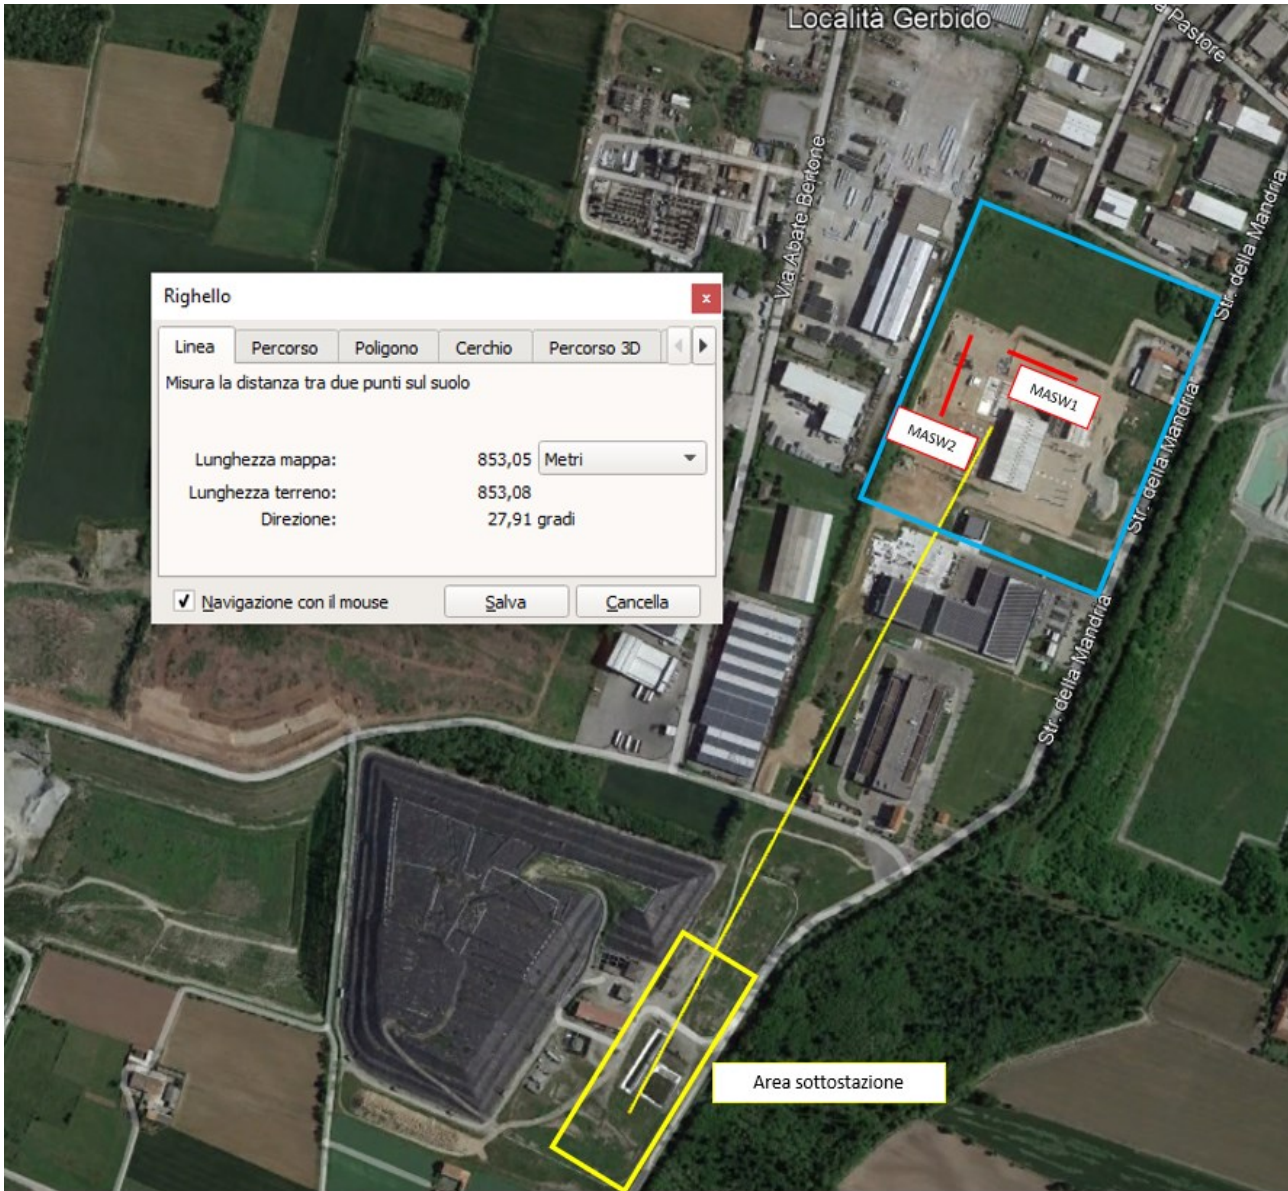 Località Gerbido
a Pastore
Via Abate Bertone
Str. della Mandria
Righello
x
Linea
Percorso
Poligono
Cerchio
Percorso 3D
Misura la distanza tra due punti sul suolo
MASW1
MASW2
Lunghezza mappa: 853,05 Metri
Lunghezza terreno: 853,08
Direzione: 27,91 gradi
Str. della Mandria
Navigazione con il mouse
Salva
Cancella
Str. della Mandria
Area sottostazione